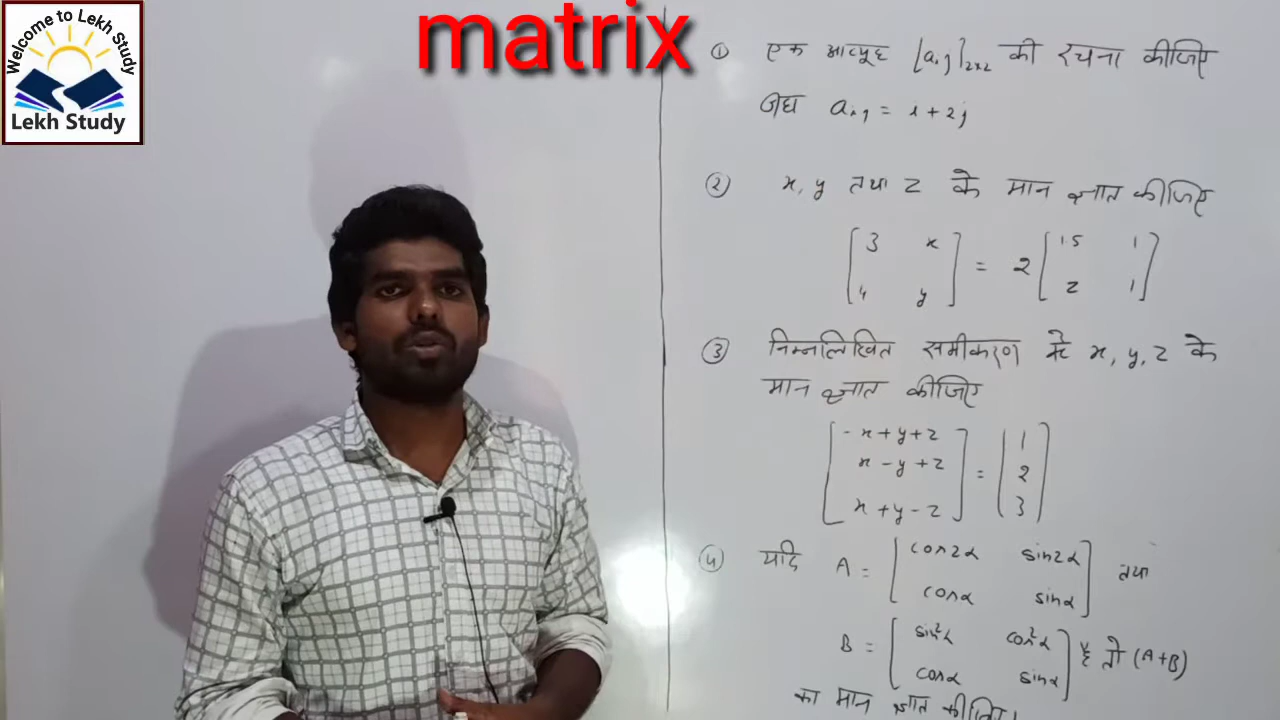 Welcome to Lekh Study
Lekh Study
matrix
① एक आव्यूह [aij]2x2 की रचना कीजिए
जहाँ aij = i + 2j
② x, y तथा z के मान ज्ञात कीजिए
[3 x
4 y] = 2 [1.5 1
2 1]
③ निम्नलिखित समीकरण से x, y, z के
मान ज्ञात कीजिए
[-x+y+z
x-y+z
x+y-z] = [1
2
3]
④ यदि A = [cos2α sin2α
cosα sinα] तथा
B = [sin²α cos²α
cosα sinα] है तो (A+B)
का मान ज्ञात कीजिए।